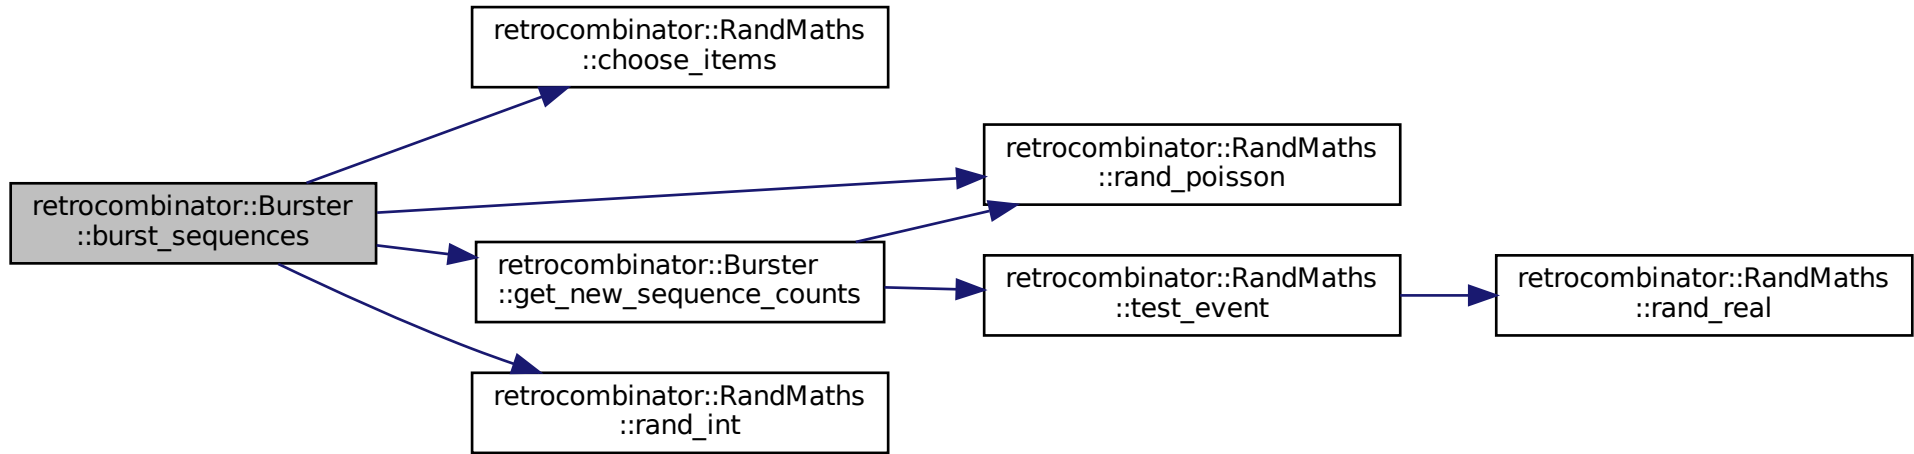 retrocombinator::RandMaths
::choose_items
retrocombinator::Burster
::burst_sequences
retrocombinator::RandMaths
::rand_poisson
retrocombinator::Burster
::get_new_sequence_counts
retrocombinator::RandMaths
::test_event
retrocombinator::RandMaths
::rand_real
retrocombinator::RandMaths
::rand_int